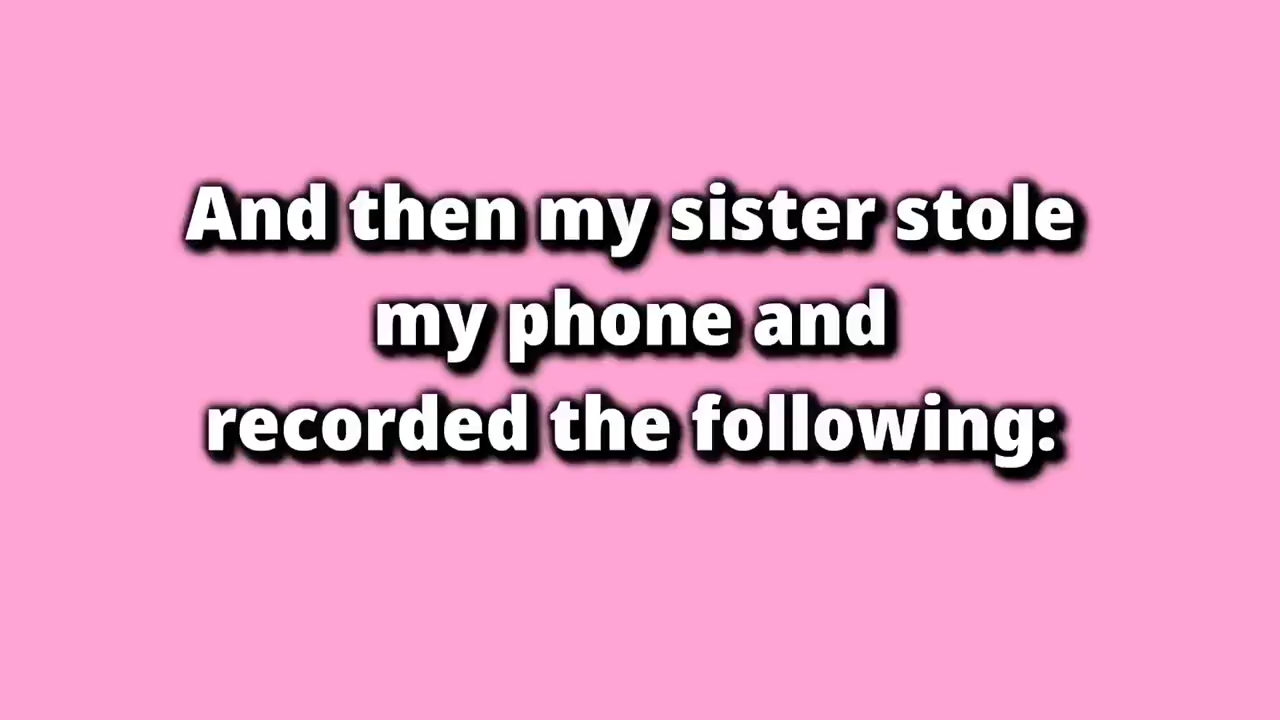 And then my sister stole
my phone and
recorded the following: